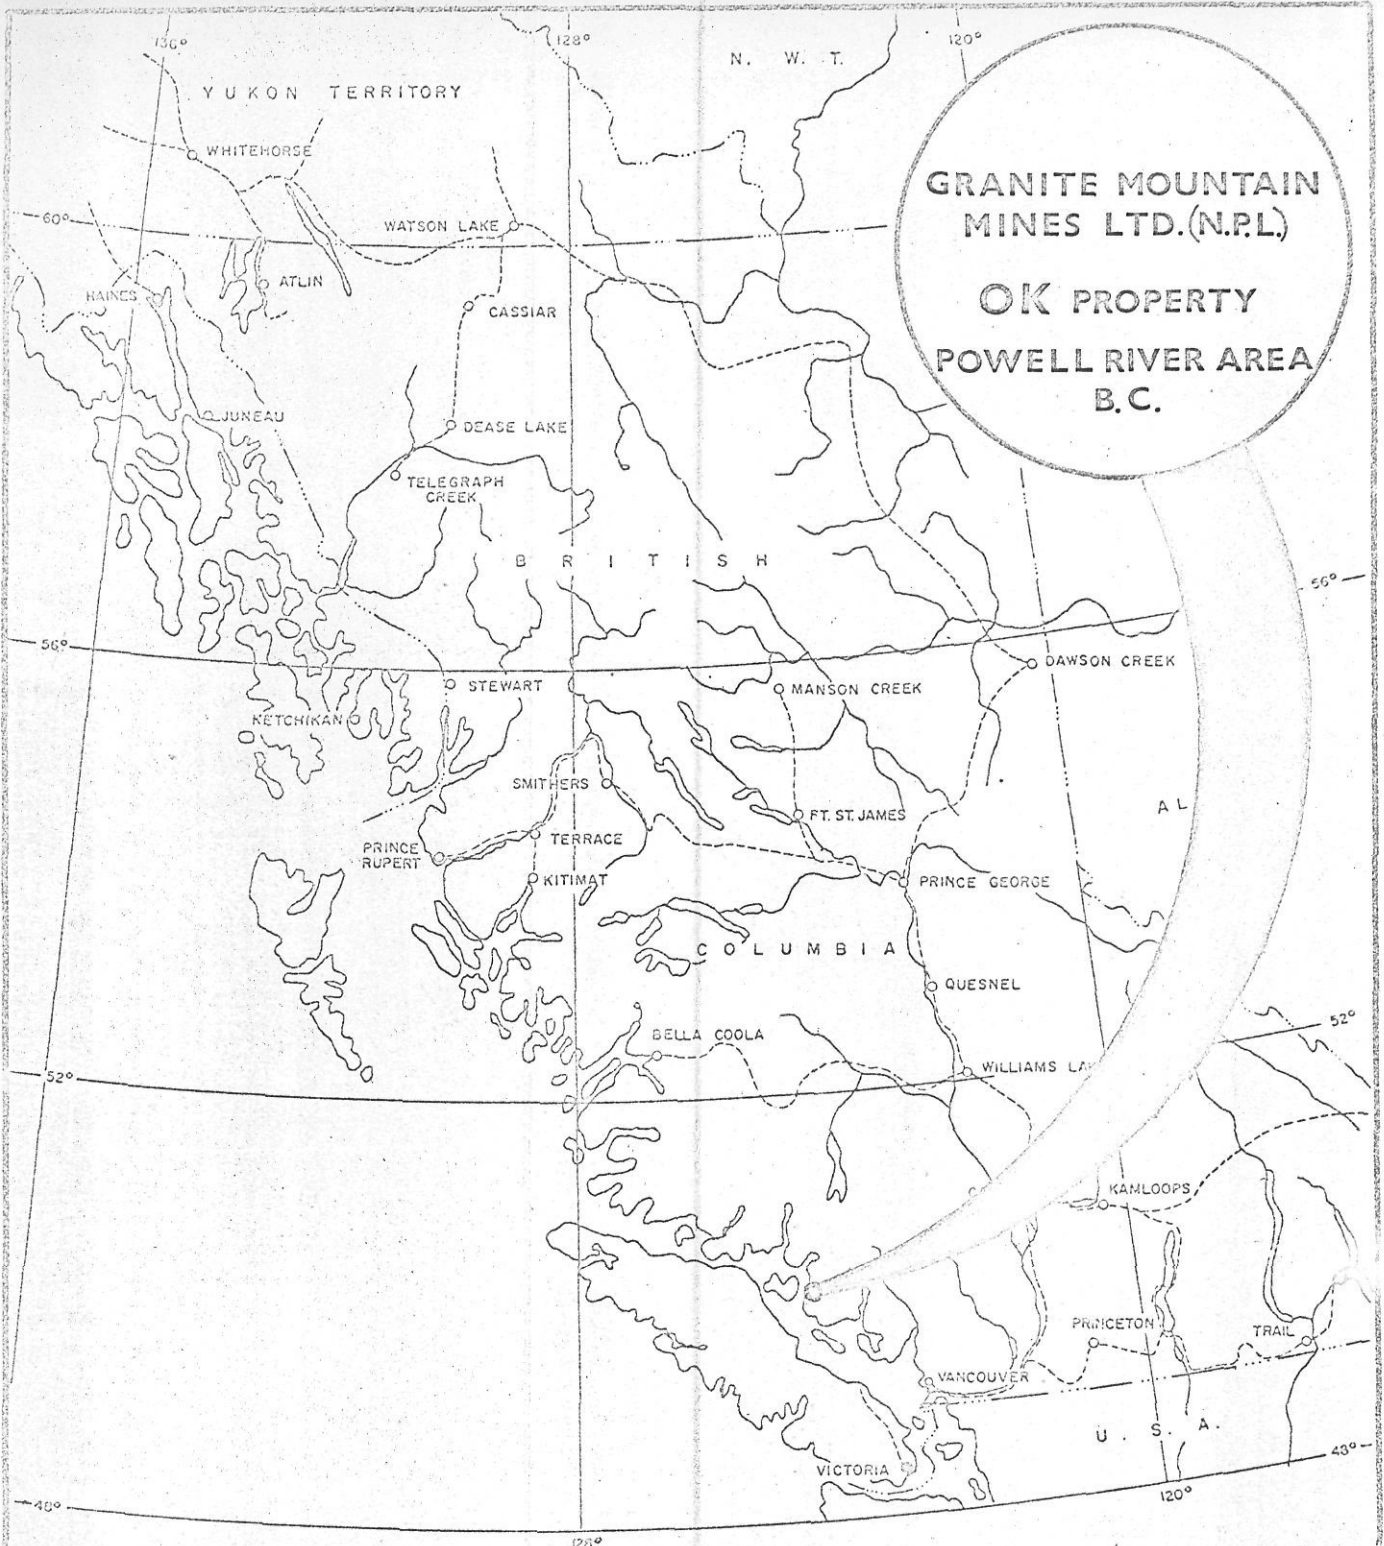 136°
128°
120°
N. W. T.
YUKON TERRITORY
WHITEHORSE
GRANITE MOUNTAIN
MINES LTD.(N.P.L.)
OK PROPERTY
POWELL RIVER AREA
B.C.
60°
WATSON LAKE
ATLIN
HAINES
CASSIAR
JUNEAU
DEASE LAKE
TELEGRAPH
CREEK
BRITISH
56°
56°
DAWSON CREEK
STEWART
MANSON CREEK
KETCHIKAN
SMITHERS
AL
FT. ST. JAMES
TERRACE
PRINCE
RUPERT
KITIMAT
PRINCE GEORGE
COLUMBIA
QUESNEL
52°
BELLA COOLA
WILLIAMS LA
52°
KAMLOOPS
PRINCETON
TRAIL
VANCOUVER
U. S. A.
48°
VICTORIA
120°
48°
128°